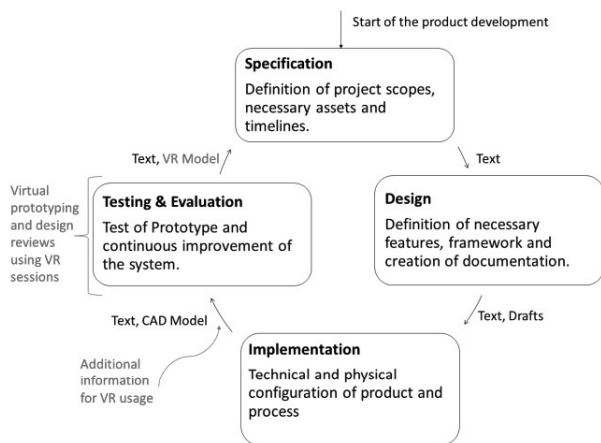 Start of the product development
Specification
Definition of project scopes,
necessary assets and
timelines.
Text, VR Model
Text
Virtual
prototyping
and design
reviews
using VR
sessions
Testing & Evaluation
Test of Prototype and
continuous improvement of
the system.
Design
Definition of necessary
features, framework and
creation of documentation.
Text, CAD Model
Text, Drafts
Additional
information
for VR usage
Implementation
Technical and physical
configuration of product and
process